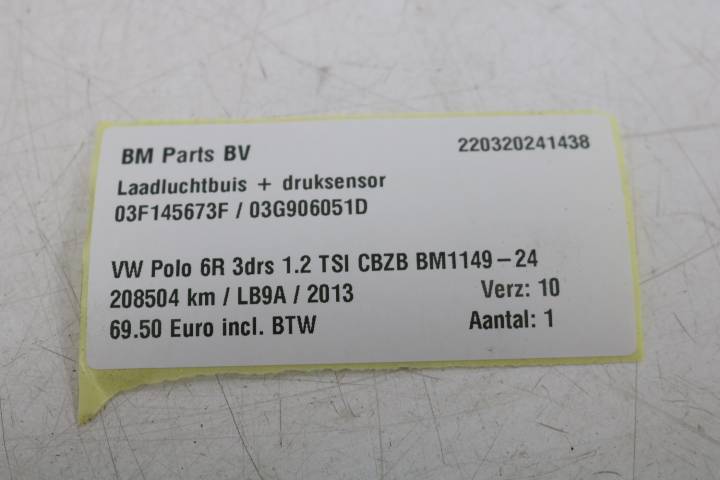 BM Parts BV 220320241438
Laadluchtbuis + druksensor
03F145673F / 03G906051D
VW Polo 6R 3drs 1.2 TSI CBZB BM1149-24
208504 km / LB9A / 2013 Verz: 10
69.50 Euro incl. BTW Aantal: 1